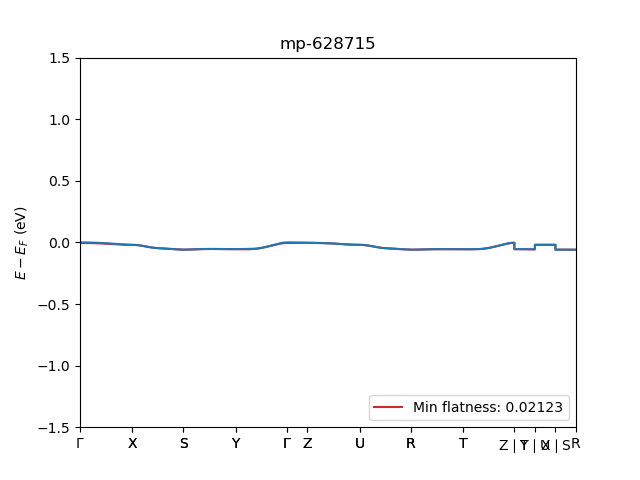 mp-628715
E − E_F (eV)
1.5
1.0
0.5
0.0
−0.5
−1.0
−1.5
Min flatness: 0.02123
Γ X S Y Γ Z U R T Z | T Y | U X | S R